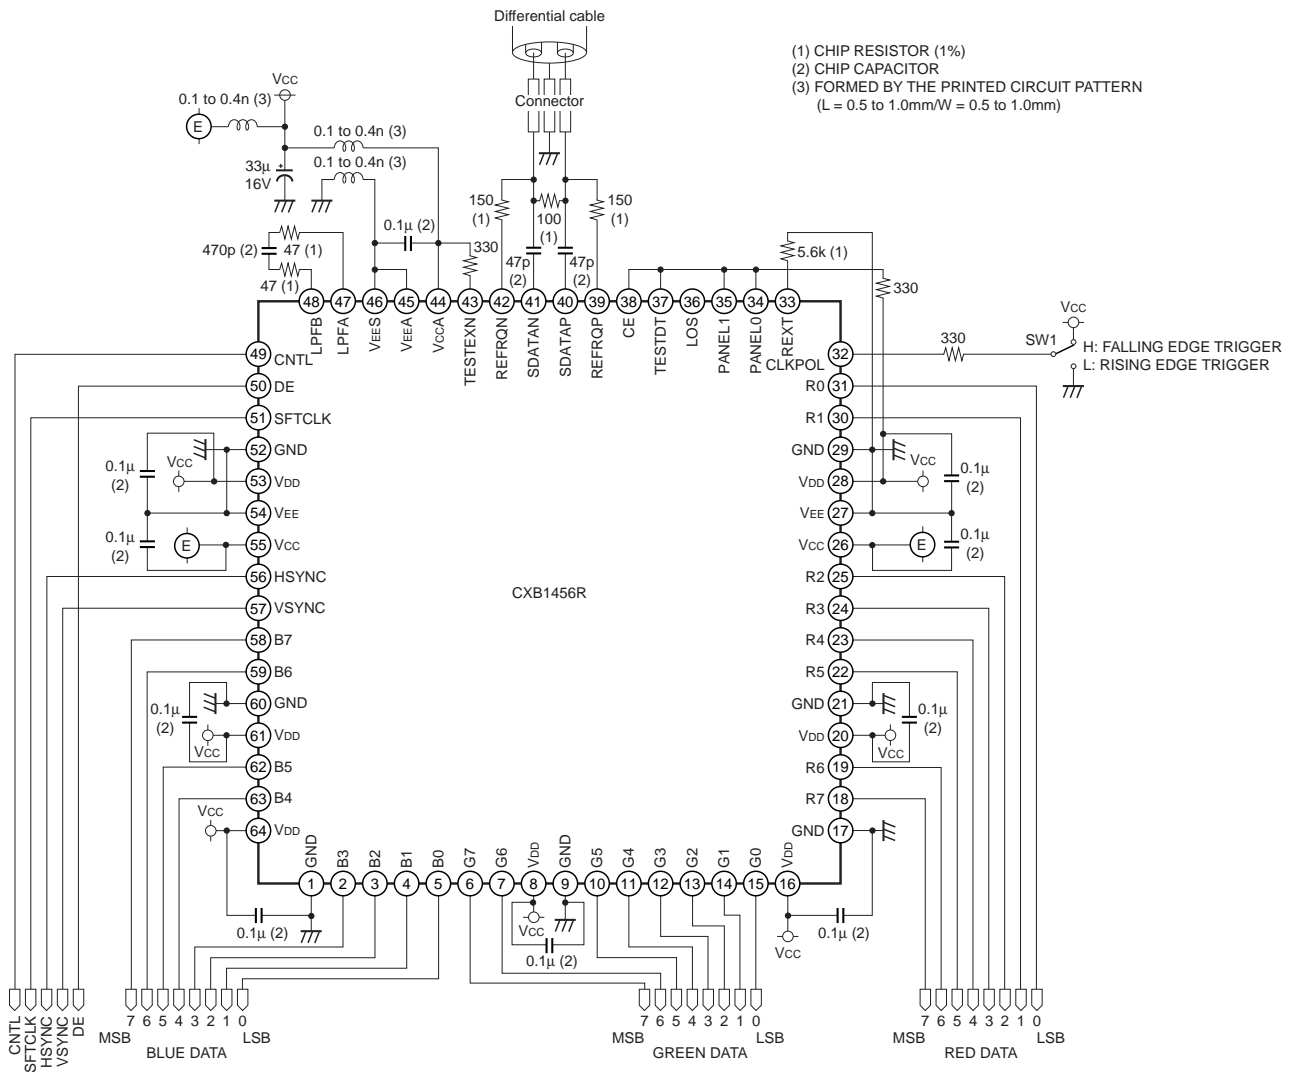 Differential cable
(1) CHIP RESISTOR (1%)
(2) CHIP CAPACITOR
(3) FORMED BY THE PRINTED CIRCUIT PATTERN
(L = 0.5 to 1.0mm/W = 0.5 to 1.0mm)
VCC
0.1 to 0.4n (3)
E
Connector
0.1 to 0.4n (3)
33μ
16V
+
0.1 to 0.4n (3)
150
(1)
100
(1)
150
(1)
0.1μ (2)
470p (2)
47 (1)
47 (1)
330
47p
(2)
47p
(2)
5.6k (1)
330
48 47 46 45 44 43 42 41 40 39 38 37 36 35 34 33
LPFB
LPFA
VEES
VEEA
VCCA
TESTEXN
REFRQN
SDATAN
SDATAP
REFRQP
CE
TESTDT
LOS
PANEL1
PANEL0
REXT
VCC
330
SW1
H: FALLING EDGE TRIGGER
L: RISING EDGE TRIGGER
49 CNTL
50 DE
51 SFTCLK
52 GND
53 VDD
54 VEE
55 VCC
56 HSYNC
57 VSYNC
58 B7
59 B6
60 GND
61 VDD
62 B5
63 B4
64 VDD
0.1μ
(2)
VCC
0.1μ
(2)
E
0.1μ
(2)
VCC
VCC
CXB1456R
CLKPOL 32
R0 31
R1 30
GND 29
VDD 28
VEE 27
VCC 26
R2 25
R3 24
R4 23
R5 22
GND 21
VDD 20
R6 19
R7 18
GND 17
VCC
0.1μ
(2)
E
0.1μ
(2)
0.1μ
(2)
VCC
GND
B3
B2
B1
B0
G7
G6
VDD
GND
G5
G4
G3
G2
G1
G0
VDD
1 2 3 4 5 6 7 8 9 10 11 12 13 14 15 16
0.1μ (2)
VCC
0.1μ (2)
0.1μ (2)
VCC
CNTL
SFTCLK
HSYNC
VSYNC
DE
7 6 5 4 3 2 1 0
MSB LSB
BLUE DATA
7 6 5 4 3 2 1 0
MSB LSB
GREEN DATA
7 6 5 4 3 2 1 0
MSB LSB
RED DATA